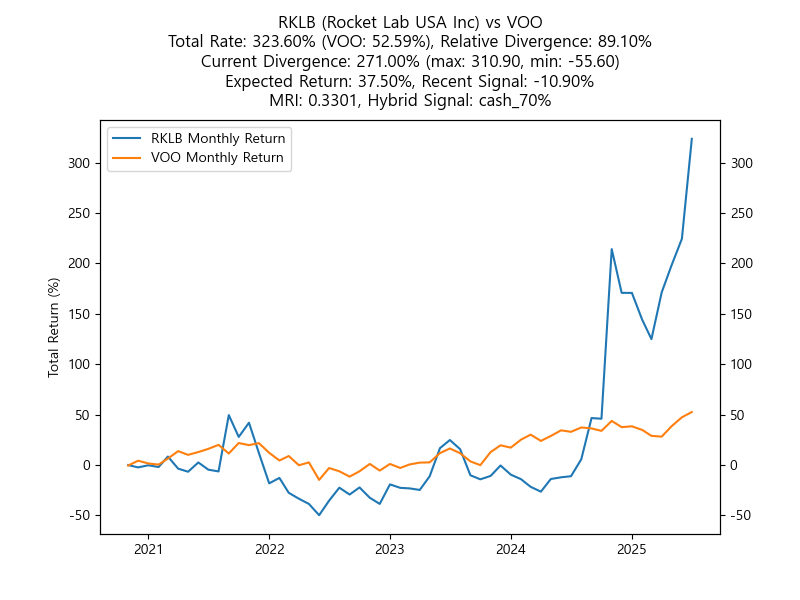 RKLB (Rocket Lab USA Inc) vs VOO
Total Rate: 323.60% (VOO: 52.59%), Relative Divergence: 89.10%
Current Divergence: 271.00% (max: 310.90, min: -55.60)
Expected Return: 37.50%, Recent Signal: -10.90%
MRI: 0.3301, Hybrid Signal: cash_70%
RKLB Monthly Return
VOO Monthly Return
Total Return (%)
300 300
250 250
200 200
150 150
100 100
50 50
0 0
-50 -50
2021 2022 2023 2024 2025